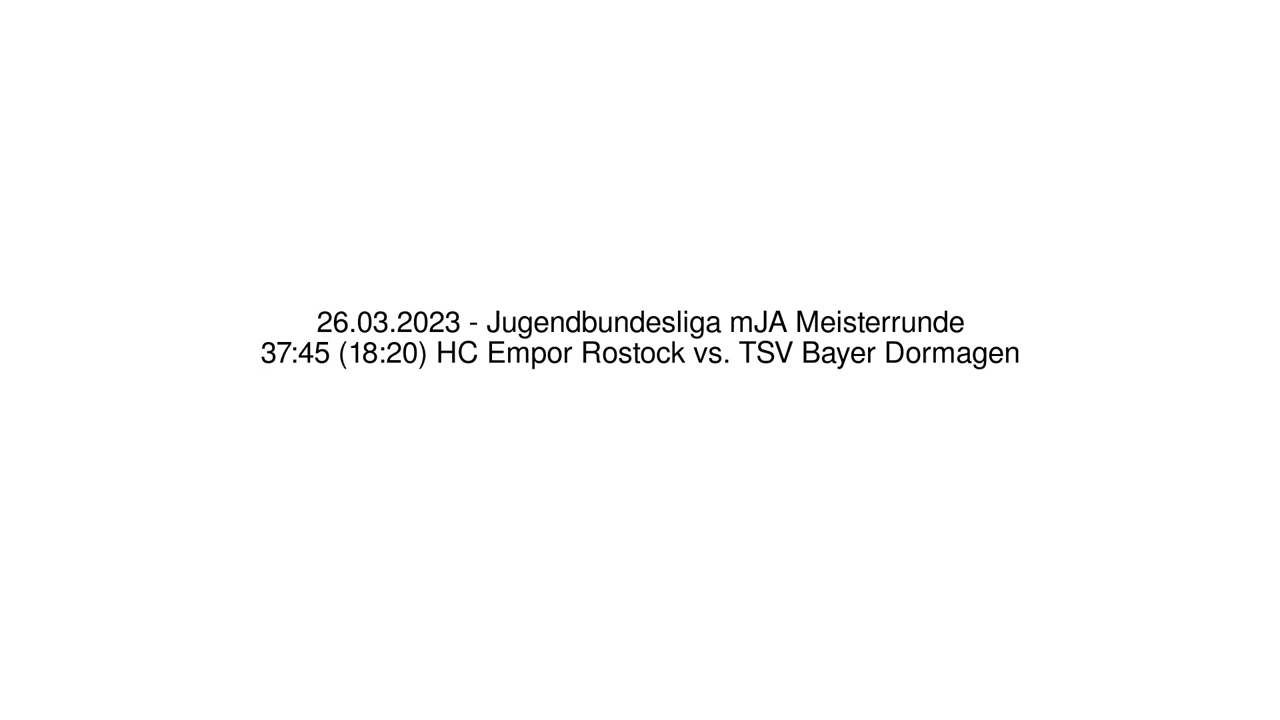 26.03.2023 - Jugendbundesliga mJA Meisterrunde
37:45 (18:20) HC Empor Rostock vs. TSV Bayer Dormagen